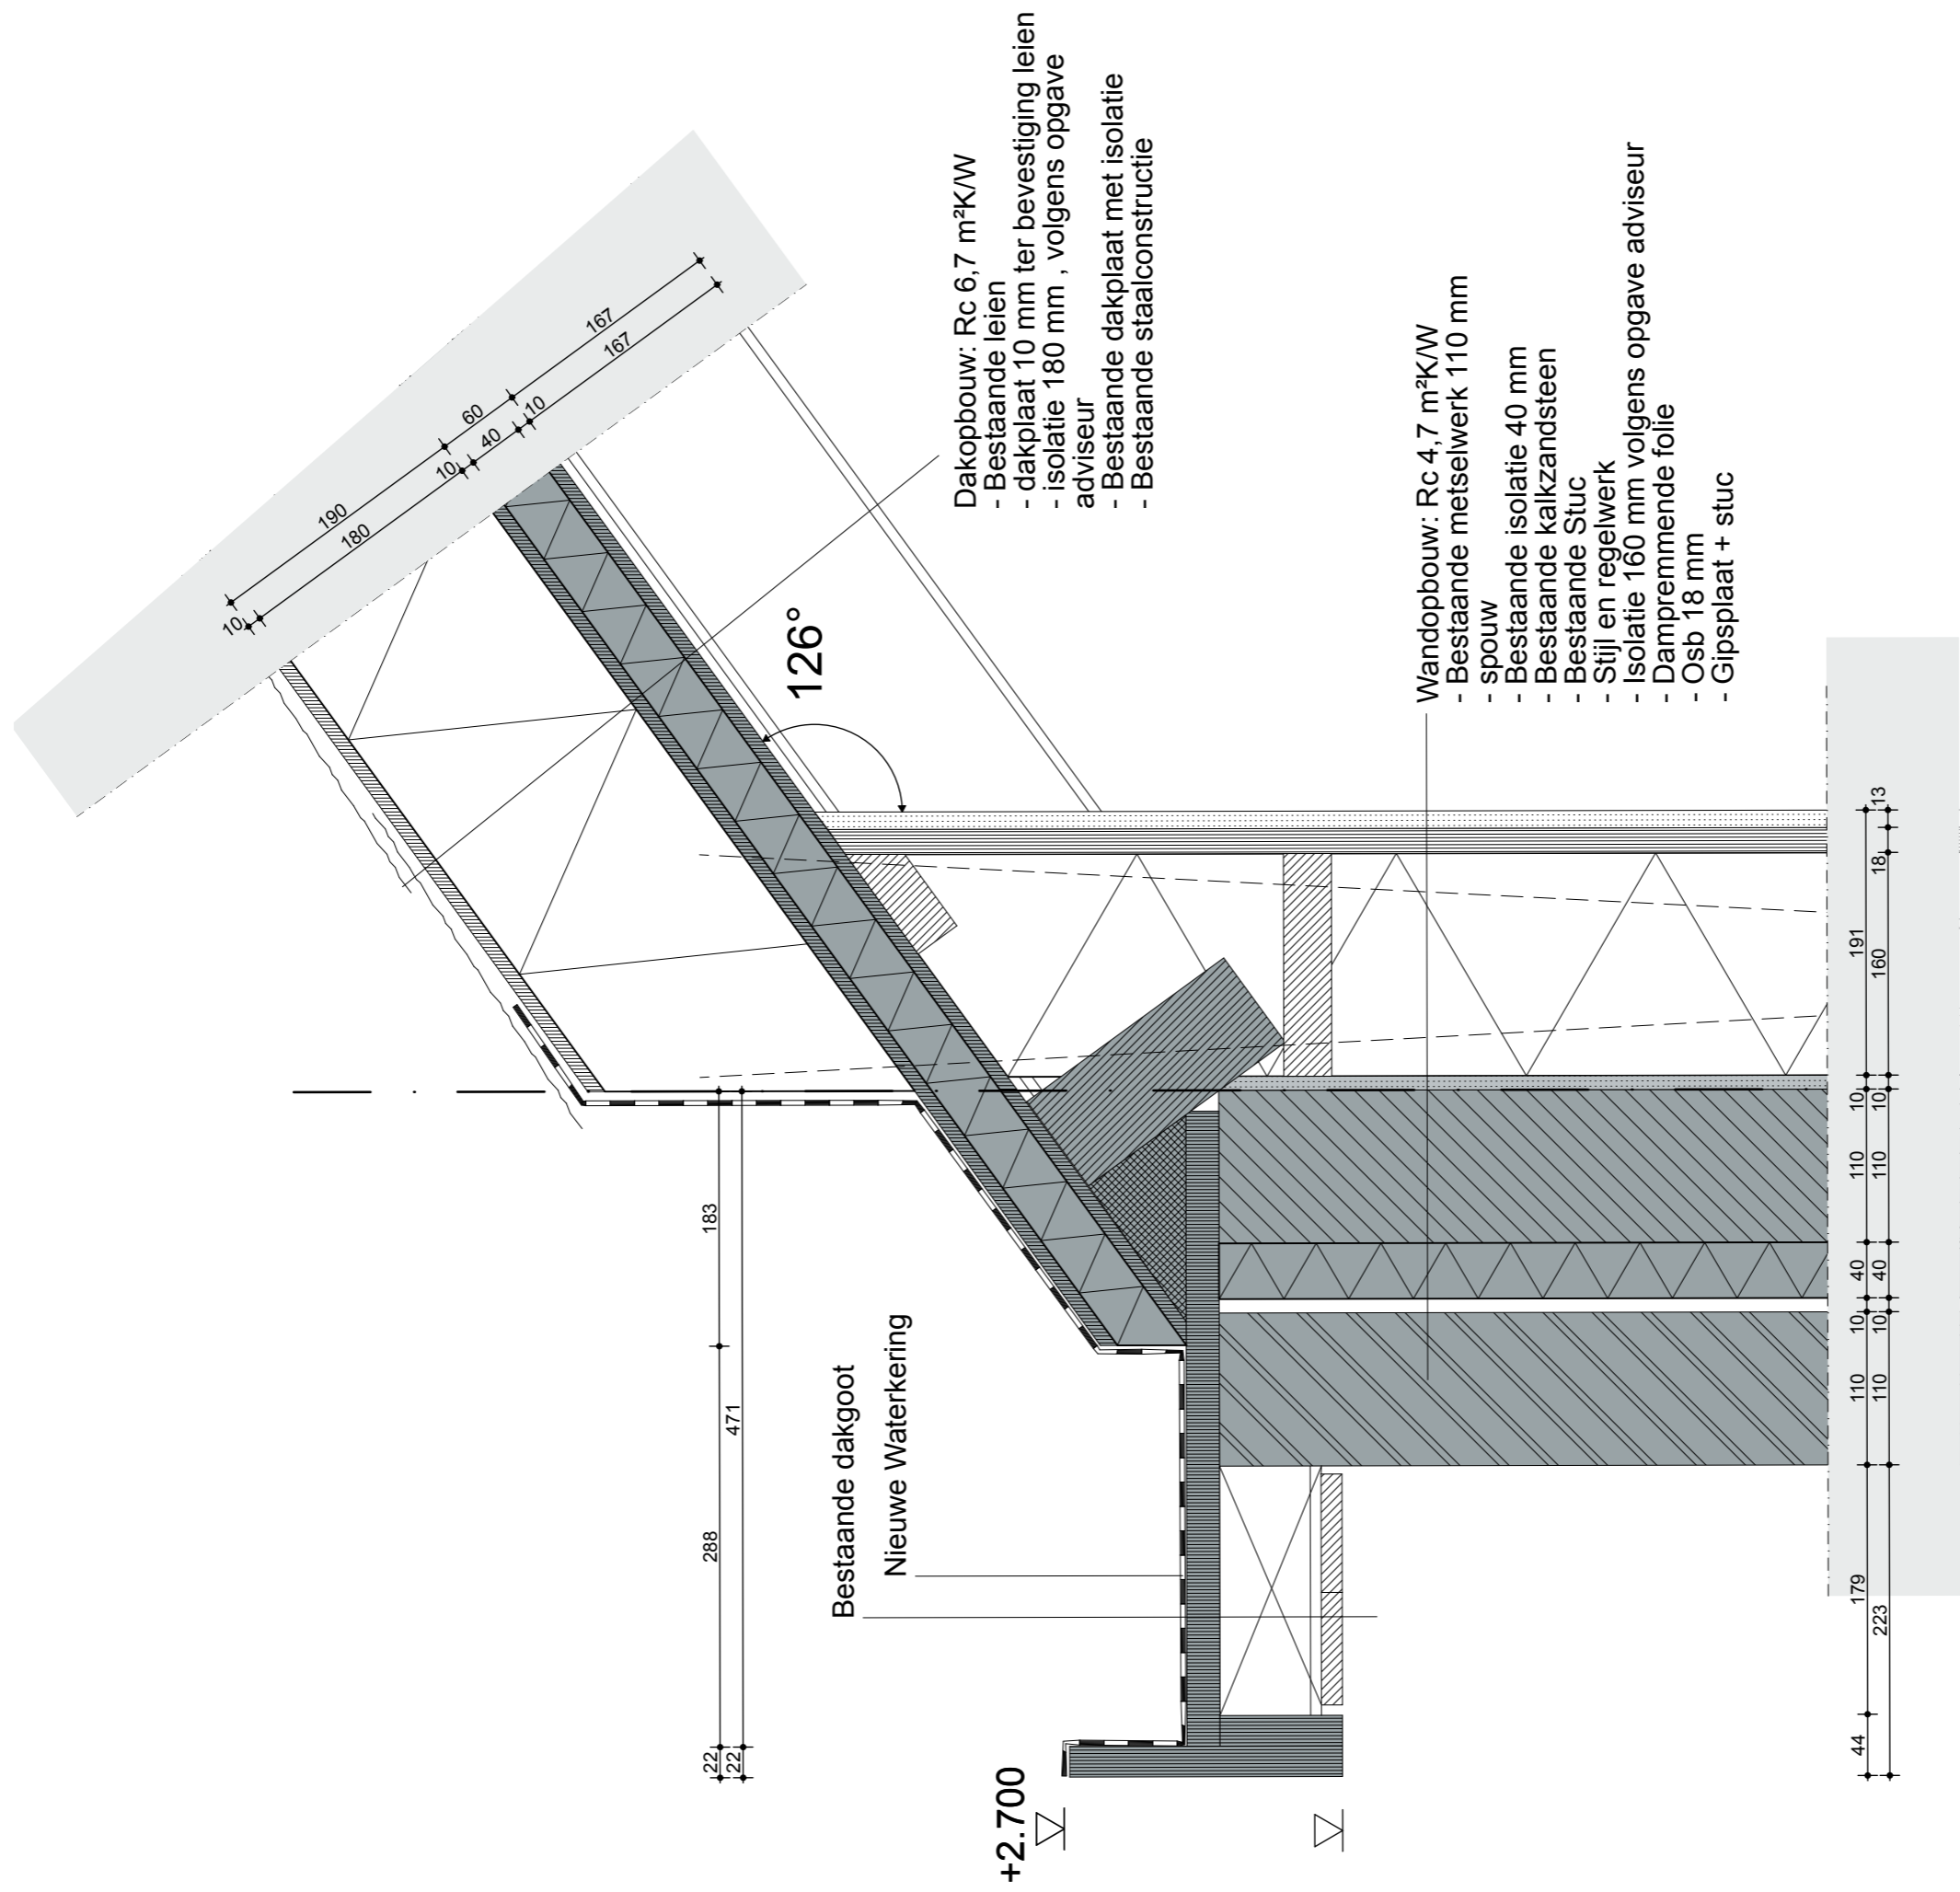 Dakopbouw: Rc 6,7 m²K/W
- Bestaande leien
- dakplaat 10 mm ter bevestiging leien
- isolatie 180 mm , volgens opgave
adviseur
- Bestaande dakplaat met isolatie
- Bestaande staalconstructie
Wandopbouw: Rc 4,7 m²K/W
- Bestaande metselwerk 110 mm
- spouw
- Bestaande isolatie 40 mm
- Bestaande kalkzandsteen
- Bestaande Stuc
- Stijl en regelwerk
- Isolatie 160 mm volgens opgave adviseur
- Dampremmende folie
- Osb 18 mm
- Gipsplaat + stuc
Bestaande dakgoot
Nieuwe Waterkering
+2.700
126°
190
60
167
10
180
10
40
10
167
22
288
183
22
471
44
179
110
10
40
110
10
191
223
110
10
40
110
10
160
18
13